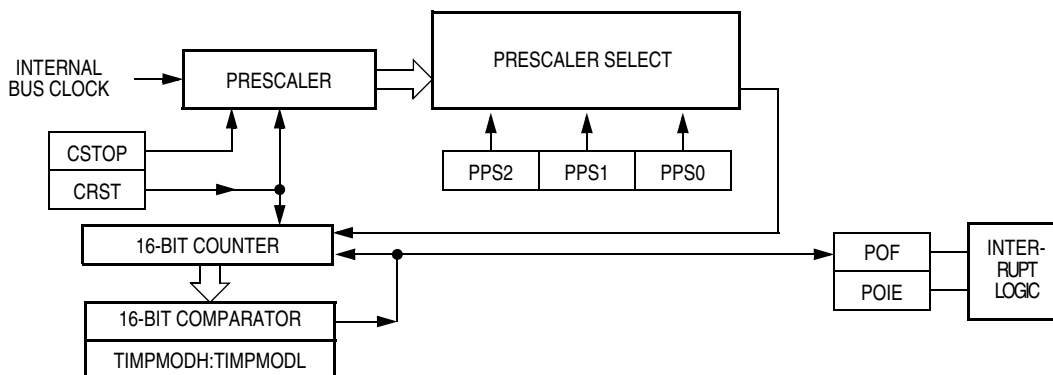 INTERNAL
BUS CLOCK
PRESCALER
PRESCALER SELECT
CSTOP
CRST
PPS2
PPS1
PPS0
16-BIT COUNTER
16-BIT COMPARATOR
TIMPMODH:TIMPMODL
POF
POIE
INTER-
RUPT
LOGIC